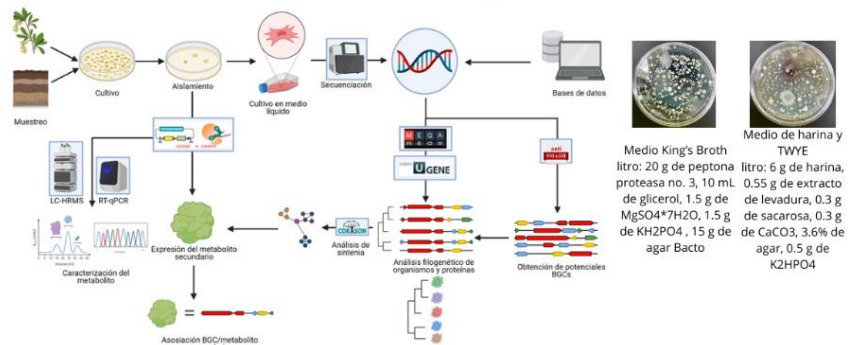 Muestreo
Cultivo
Aislamiento
Cultivo en medio
líquido
Secuenciación
Bases de datos
MEGA
UGENE
anti
SMASH
LC-HRMS
RT-qPCR
Caracterización del
metabolito
Expresión del metabolito
secundario
Análisis de
sintenia
CORASON
Análisis filogenético de
organismos y proteínas
Obtención de potenciales
BGCs
=
Asosiación BGC/metabolito
Medio King's Broth
litro: 20 g de peptona
proteasa no. 3, 10 mL
de glicerol, 1.5 g de
MgSO4*7H2O, 1.5 g
de KH2PO4 , 15 g de
agar Bacto
Medio de harina y
TWYE
litro: 6 g de harina,
0.55 g de extracto
de levadura, 0.3 g
de sacarosa, 0.3 g
de CaCO3, 3.6% de
agar, 0.5 g de
K2HPO4